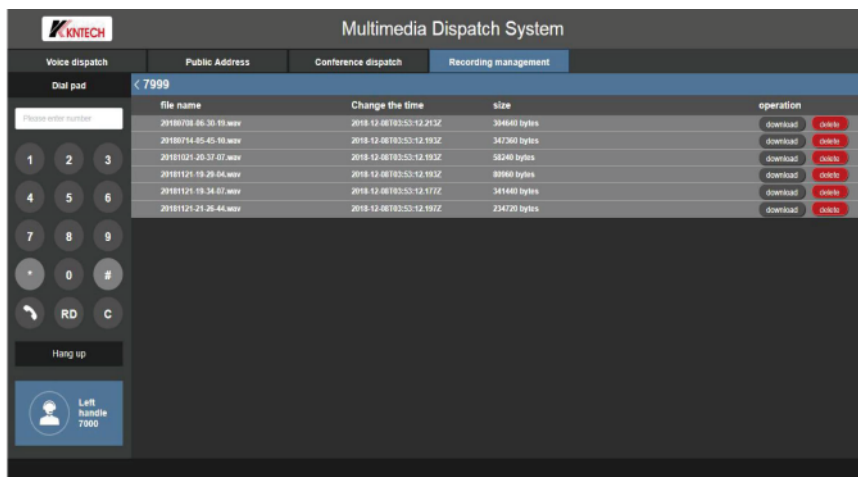 KNTECH
Multimedia Dispatch System
Voice dispatch Public Address Conference dispatch Recording management
Dial pad
< 7999
file name Change the time size operation
Please enter number
20180708-06-30-19.wav 2018-12-08T03:53:12.213Z 304640 bytes download delete
20180714-05-45-10.wav 2018-12-08T03:53:12.193Z 347360 bytes download delete
20181021-20-37-07.wav 2018-12-08T03:53:12.193Z 58240 bytes download delete
20181121-19-29-04.wav 2018-12-08T03:53:12.193Z 80960 bytes download delete
20181121-19-34-07.wav 2018-12-08T03:53:12.177Z 341440 bytes download delete
20181121-21-26-44.wav 2018-12-08T03:53:12.197Z 234720 bytes download delete
1 2 3
4 5 6
7 8 9
* 0 #
RD C
Hang up
Left
handle
7000